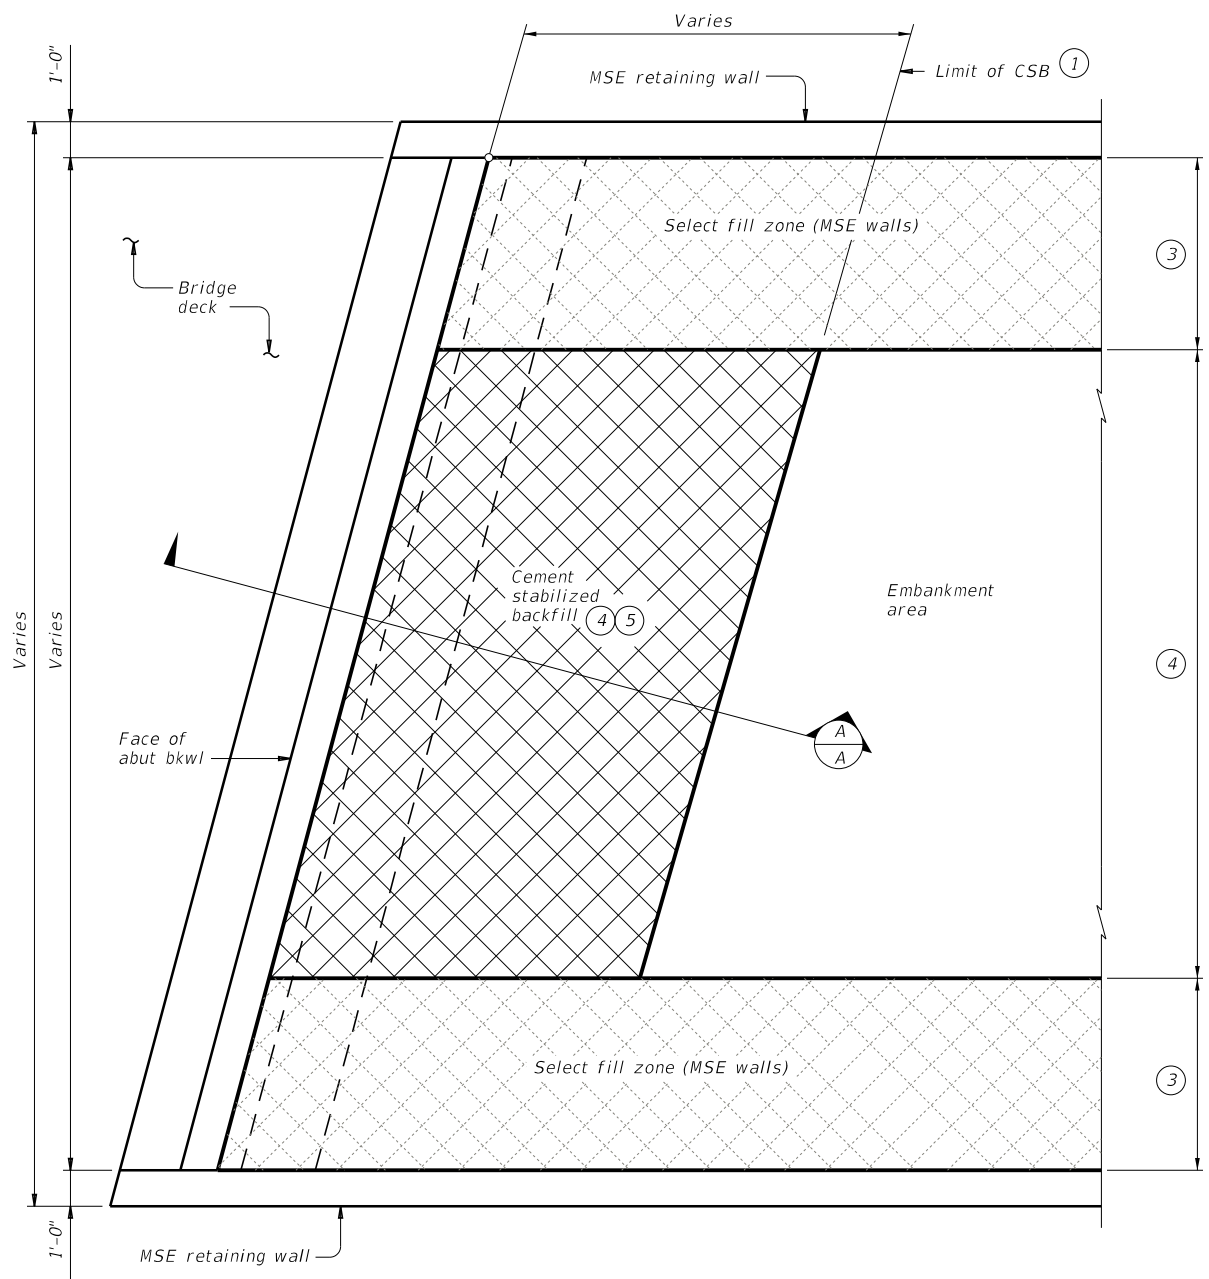 Varies
1'-0"
MSE retaining wall
Limit of CSB 1
Select fill zone (MSE walls)
3
Bridge
deck
Cement
stabilized
backfill 4 5
Embankment
area
Varies
Varies
4
Face of
abut bkwl
A
A
Select fill zone (MSE walls)
3
1'-0"
MSE retaining wall